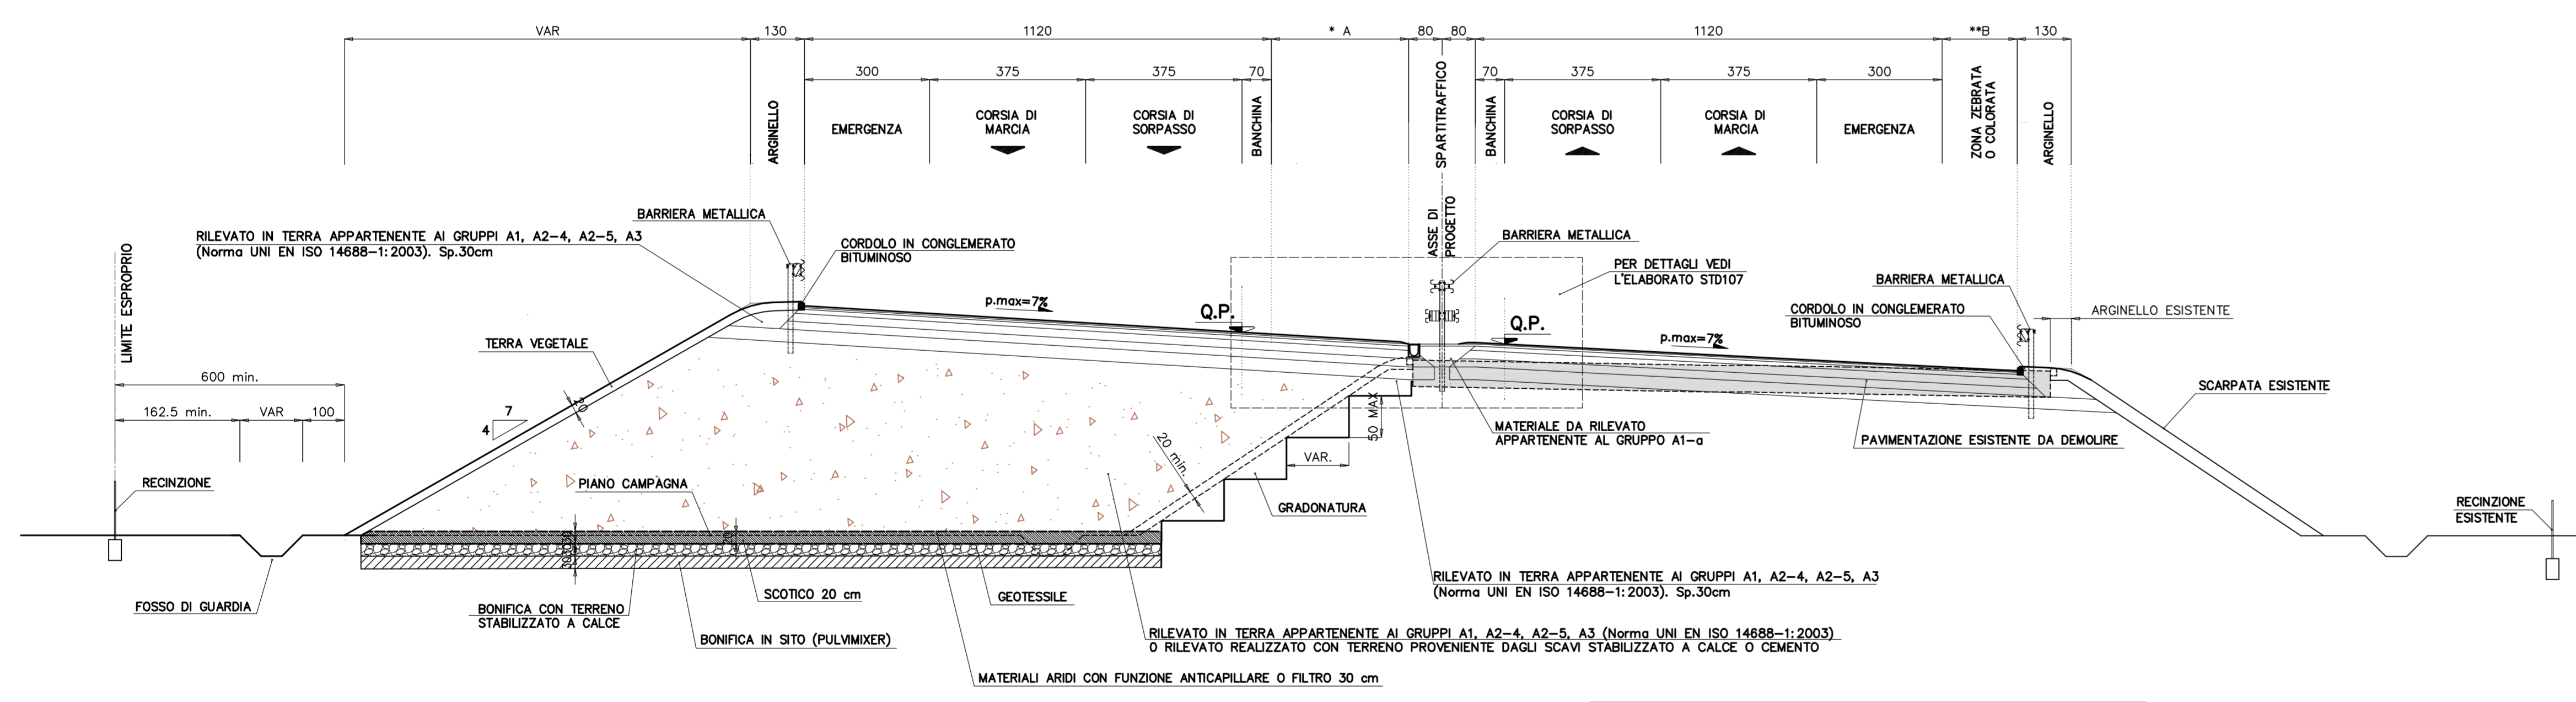 VAR
130
1120
* A
80
80
1120
**B
130
300
375
375
70
70
375
375
300
ARGINELLO
EMERGENZA
CORSIA DI
MARCIA
CORSIA DI
SORPASSO
BANCHINA
SPARTITRAFFICO
BANCHINA
CORSIA DI
SORPASSO
CORSIA DI
MARCIA
EMERGENZA
ZONA ZEBRATA
O COLORATA
ARGINELLO
BARRIERA METALLICA
RILEVATO IN TERRA APPARTENENTE AI GRUPPI A1, A2-4, A2-5, A3
(Norma UNI EN ISO 14688-1:2003). Sp.30cm
CORDOLO IN CONGLEMERATO
BITUMINOSO
ASSE DI
PROGETTO
BARRIERA METALLICA
PER DETTAGLI VEDI
L'ELABORATO STD107
BARRIERA METALLICA
CORDOLO IN CONGLEMERATO
BITUMINOSO
ARGINELLO ESISTENTE
LIMITE ESPROPRIO
p.max=7%
Q.P.
Q.P.
p.max=7%
TERRA VEGETALE
600 min.
162.5 min.
VAR
100
7
4
20
SCARPATA ESISTENTE
50 MAX
MATERIALE DA RILEVATO
APPARTENENTE AL GRUPPO A1-a
PAVIMENTAZIONE ESISTENTE DA DEMOLIRE
20 min.
VAR.
RECINZIONE
PIANO CAMPAGNA
GRADONATURA
RECINZIONE
ESISTENTE
303030
20
FOSSO DI GUARDIA
BONIFICA CON TERRENO
STABILIZZATO A CALCE
SCOTICO 20 cm
GEOTESSILE
RILEVATO IN TERRA APPARTENENTE AI GRUPPI A1, A2-4, A2-5, A3
(Norma UNI EN ISO 14688-1:2003). Sp.30cm
BONIFICA IN SITO (PULVIMIXER)
RILEVATO IN TERRA APPARTENENTE AI GRUPPI A1, A2-4, A2-5, A3 (Norma UNI EN ISO 14688-1:2003)
O RILEVATO REALIZZATO CON TERRENO PROVENIENTE DAGLI SCAVI STABILIZZATO A CALCE O CEMENTO
MATERIALI ARIDI CON FUNZIONE ANTICAPILLARE O FILTRO 30 cm